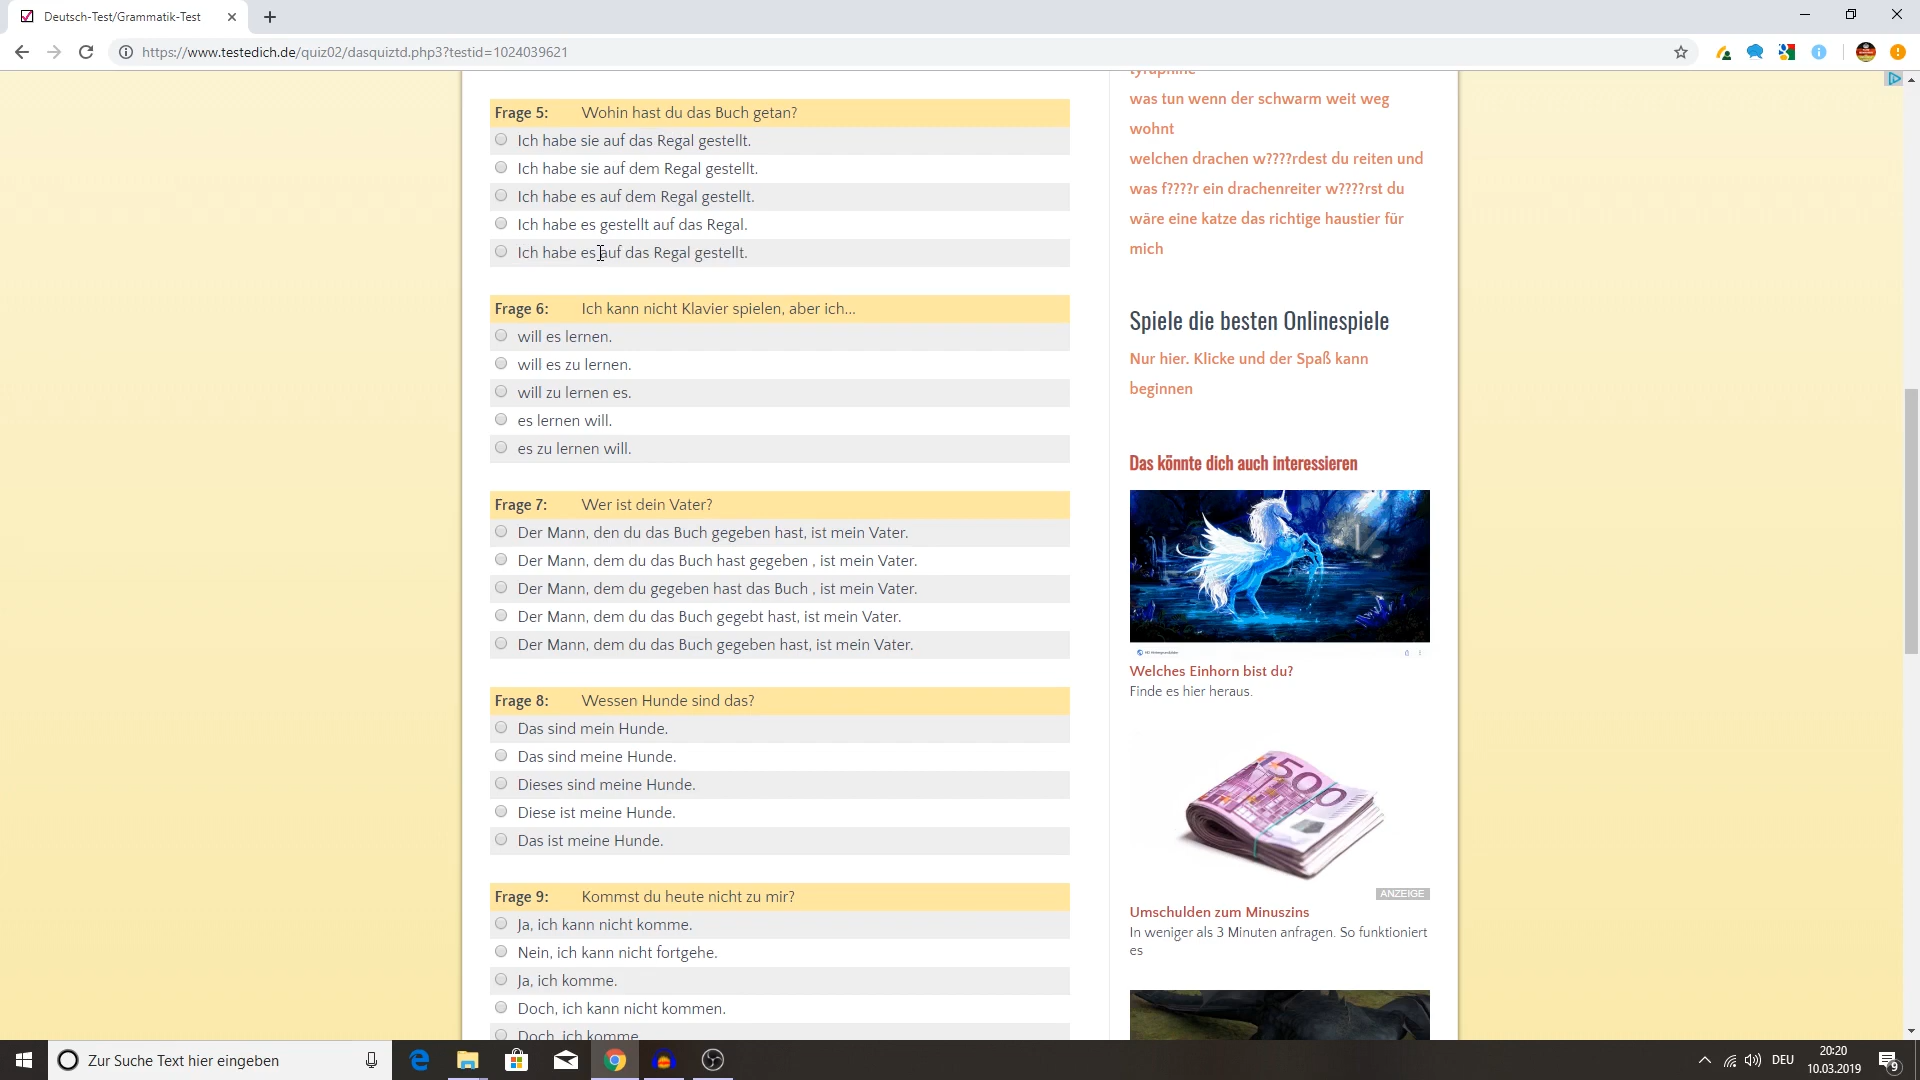 Deutsch-Test/Grammatik-Test
https://www.testedich.de/quiz02/dasquiztd.php3?testid=1024039621
Frage 5: Wohin hast du das Buch getan?
Ich habe sie auf das Regal gestellt.
Ich habe sie auf dem Regal gestellt.
Ich habe es auf dem Regal gestellt.
Ich habe es gestellt auf das Regal.
Ich habe es auf das Regal gestellt.
Frage 6: Ich kann nicht Klavier spielen, aber ich...
will es lernen.
will es zu lernen.
will zu lernen es.
es lernen will.
es zu lernen will.
Frage 7: Wer ist dein Vater?
Der Mann, den du das Buch gegeben hast, ist mein Vater.
Der Mann, dem du das Buch hast gegeben , ist mein Vater.
Der Mann, dem du gegeben hast das Buch , ist mein Vater.
Der Mann, dem du das Buch gegebt hast, ist mein Vater.
Der Mann, dem du das Buch gegeben hast, ist mein Vater.
Frage 8: Wessen Hunde sind das?
Das sind mein Hunde.
Das sind meine Hunde.
Dieses sind meine Hunde.
Diese ist meine Hunde.
Das ist meine Hunde.
Frage 9: Kommst du heute nicht zu mir?
Ja, ich kann nicht komme.
Nein, ich kann nicht fortgehe.
Ja, ich komme.
Doch, ich kann nicht kommen.
Doch, ich komme
was tun wenn der schwarm weit weg
wohnt
welchen drachen w????rdest du reiten und
was f????r ein drachenreiter w????rst du
wäre eine katze das richtige haustier für
mich
Spiele die besten Onlinespiele
Nur hier. Klicke und der Spaß kann
beginnen
Das könnte dich auch interessieren
Welches Einhorn bist du?
Finde es hier heraus.
500
ANZEIGE
Umschulden zum Minuszins
In weniger als 3 Minuten anfragen. So funktioniert
es
Zur Suche Text hier eingeben
DEU
20:20
10.03.2019
9